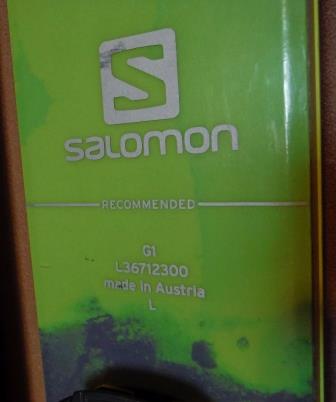 S
salomon
RECOMMENDED
G1
L36712300
made in Austria
L